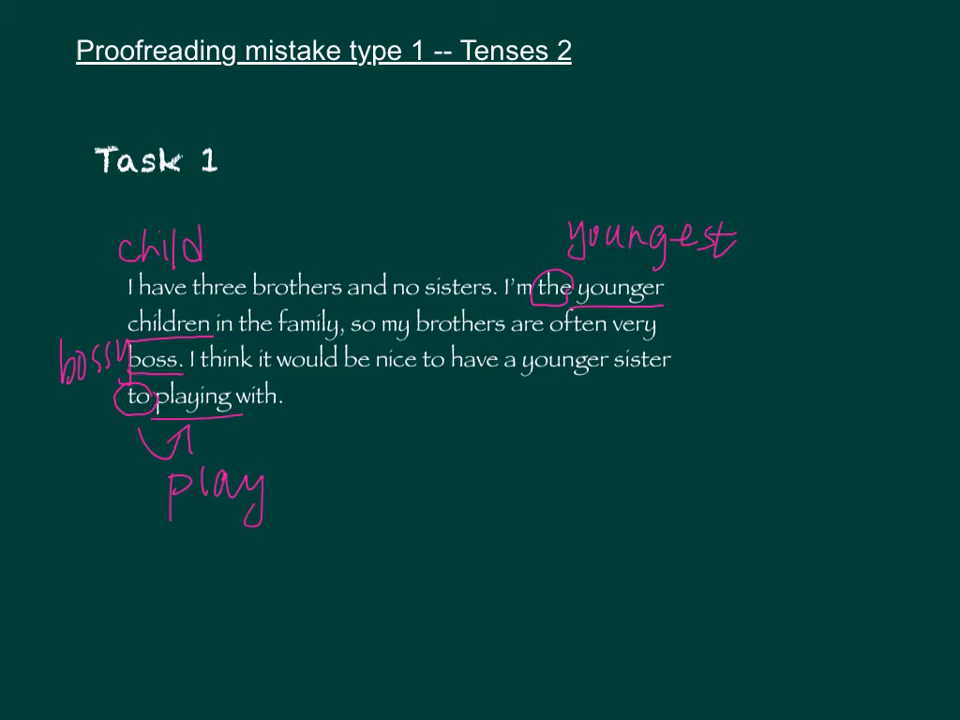 Proofreading mistake type 1 -- Tenses 2
Task 1
child
youngest
I have three brothers and no sisters. I'm the younger
children in the family, so my brothers are often very
bossy
boss. I think it would be nice to have a younger sister
to playing with.
play